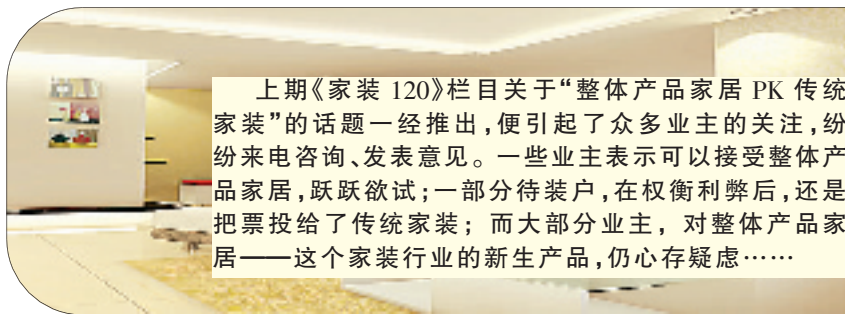 上期《家装 120》栏目关于“整体产品家居 PK 传统
家装”的话题一经推出,便引起了众多业主的关注,纷
纷来电咨询、发表意见。一些业主表示可以接受整体产
品家居,跃跃欲试;一部分待装户,在权衡利弊后,还是
把票投给了传统家装；而大部分业主，对整体产品家
居——这个家装行业的新生产品,仍心存疑虑……